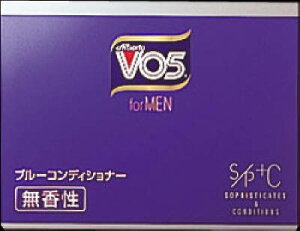 Alberto
VO5
for MEN
ブルーコンディショナー
無香性
S/P+C
SOPHISTICATES
&
CONDITIONS